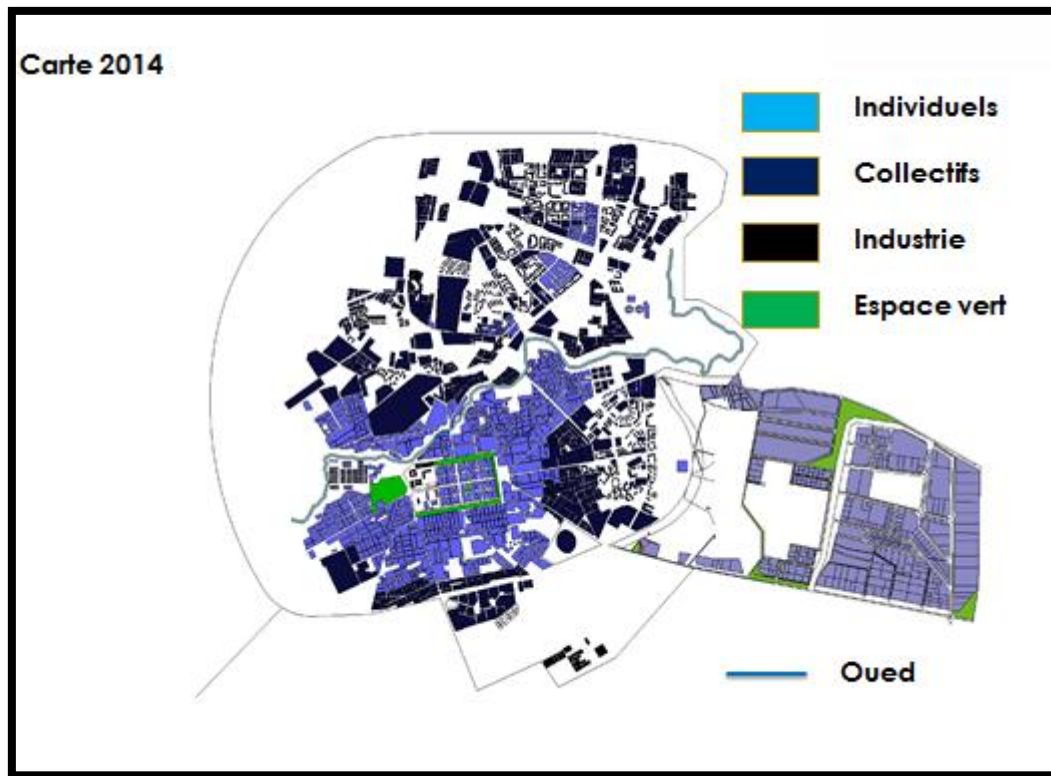 Carte 2014
Individuels
Collectifs
Industrie
Espace vert
Oued